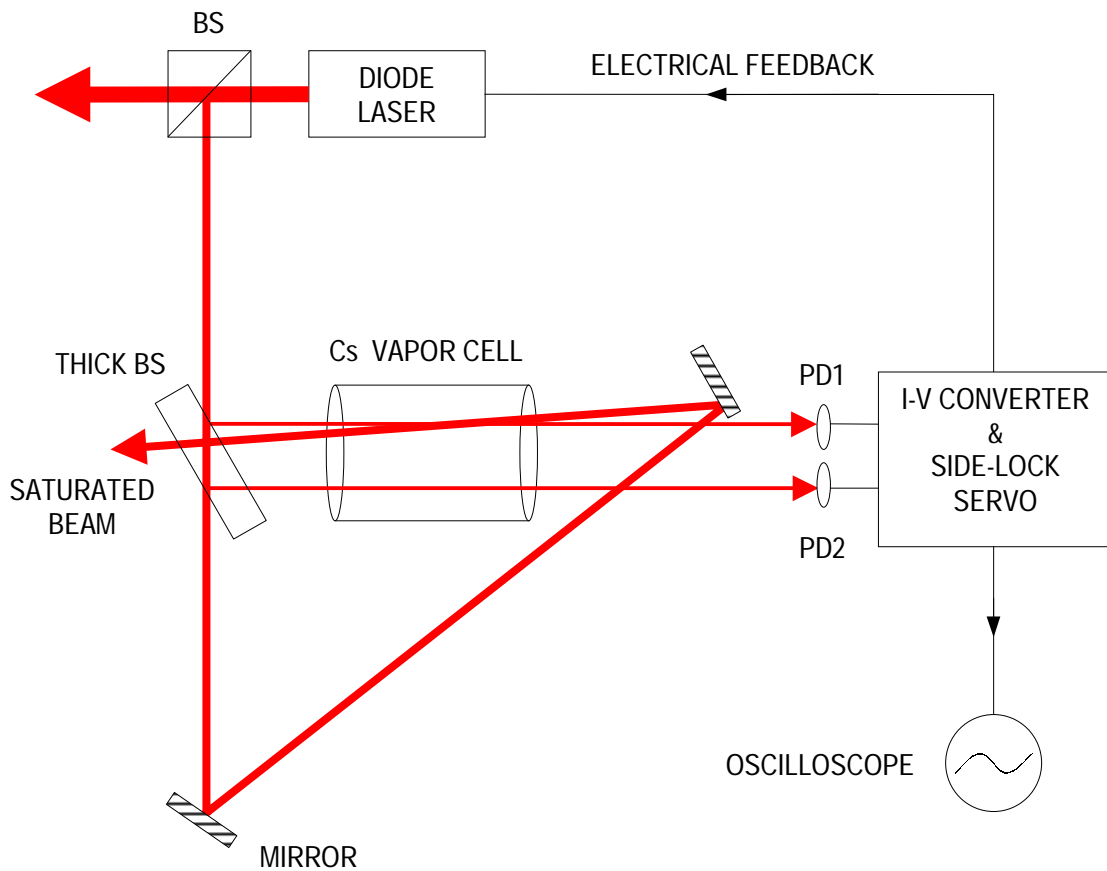 BS
DIODE
LASER
ELECTRICAL FEEDBACK
THICK BS
Cs VAPOR CELL
PD1
I-V CONVERTER
&
SIDE-LOCK
SERVO
SATURATED
BEAM
PD2
OSCILLOSCOPE
MIRROR